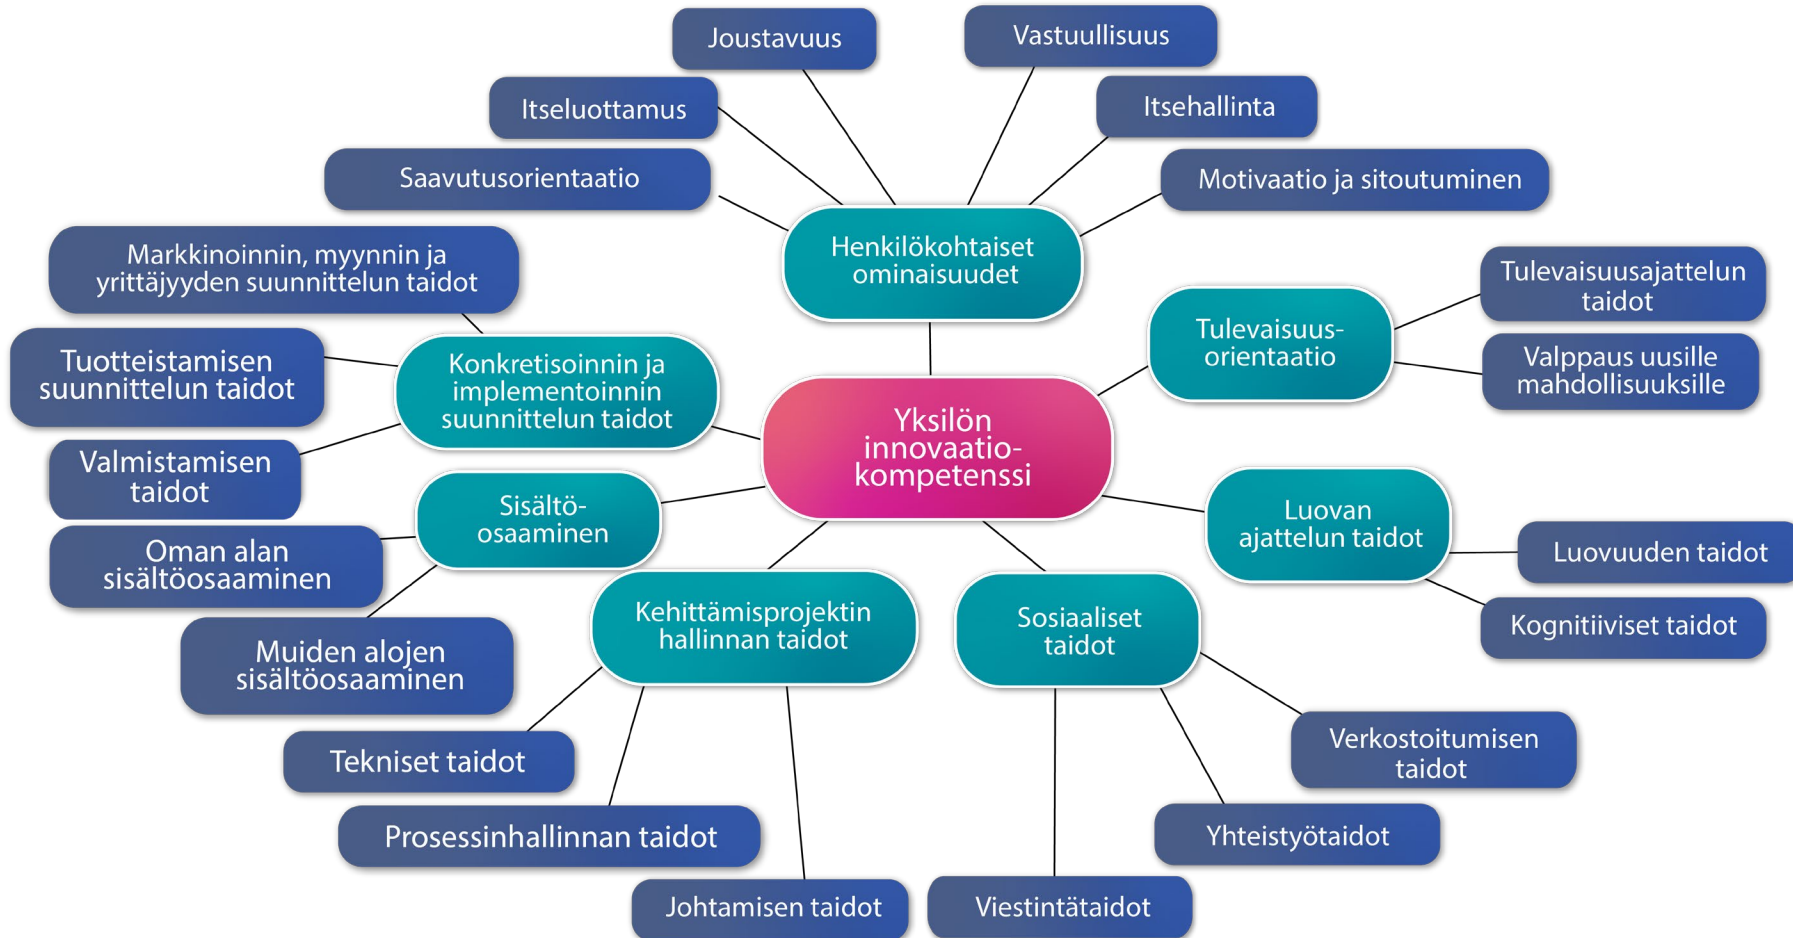 Joustavuus
Vastuullisuus
Itseluottamus
Itsehallinta
Saavutusorientaatio
Motivaatio ja sitoutuminen
Henkilökohtaiset
ominaisuudet
Markkinoinnin, myynnin ja
yrittäjyyden suunnittelun taidot
Tulevaisuusajattelun
taidot
Tulevaisuus-
orientaatio
Valppaus uusille
mahdollisuuksille
Tuotteistamisen
suunnittelun taidot
Konkretisoinnin ja
implementoinnin
suunnittelun taidot
Yksilön
innovaatio-
kompetenssi
Valmistamisen
taidot
Sisältö-
osaaminen
Luovan
ajattelun taidot
Oman alan
sisältöosaaminen
Luovuuden taidot
Kehittämisprojektin
hallinnan taidot
Sosiaaliset
taidot
Kognitiiviset taidot
Muiden alojen
sisältöosaaminen
Tekniset taidot
Verkostoitumisen
taidot
Prosessinhallinnan taidot
Yhteistyötaidot
Johtamisen taidot
Viestintätaidot